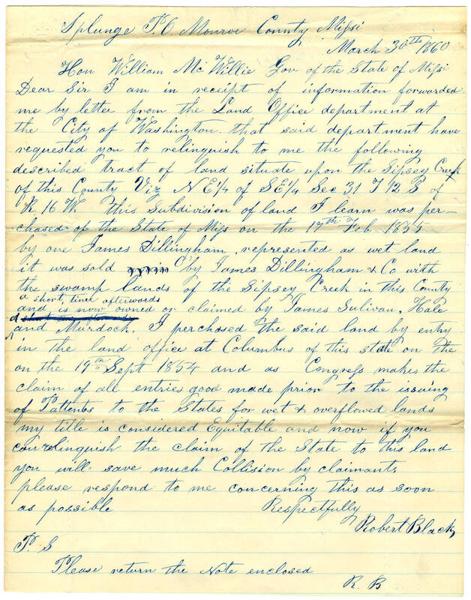 Splunge P.O Monroe County Missi
March 30th 1860
Hon William Mc Willie Gov of the State of Missi
Dear Sir I am in receipt of information forwarded
me by letter from the Land Office department at
the City of Washington that said department have
requested you to relinquish to me the following
described tract of land situate upon the Sipsey Creek
of this County Viz N E 1/4 of S E 1/4 Sec 31 T 12 S of
R 16 W this Subdivision of land I learn was per-
chased of the State of Miss on the Feb
by one James Dillingham represented as wet land
it was sold by James Dillingham & Co with
the swamp lands of the Sipsey Creek in this County
a short time afterwards
and is now owned or claimed by James Sulivan, Hale
and Murdock. I purchased the said land by entry
in the land office at Columbus of this state on the
on the 19th Sept 1854 and as Congress makes the
claim of all entries good made prior to the issuing
of Pattents to the States for wet & overflowed lands
my title is considered Equitable and now if you
relinquish the claim of the State to this land
you will save much Collision by claimants
please respond to me concerning this as soon
as possible Respectfully
Robert Black
P S
Please return the Note enclosed
R. B